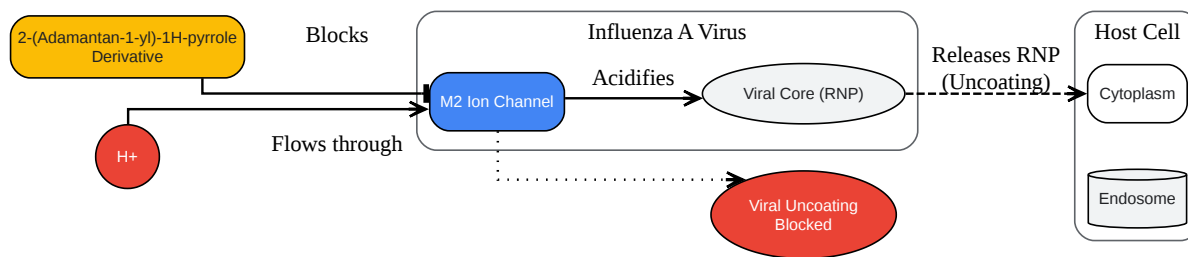 2-(Adamantan-1-yl)-1H-pyrrole
Derivative
Blocks
Influenza A Virus
Releases RNP
(Uncoating)
Host Cell
M2 Ion Channel
Acidifies
Viral Core (RNP)
Cytoplasm
H+
Flows through
Viral Uncoating
Blocked
Endosome